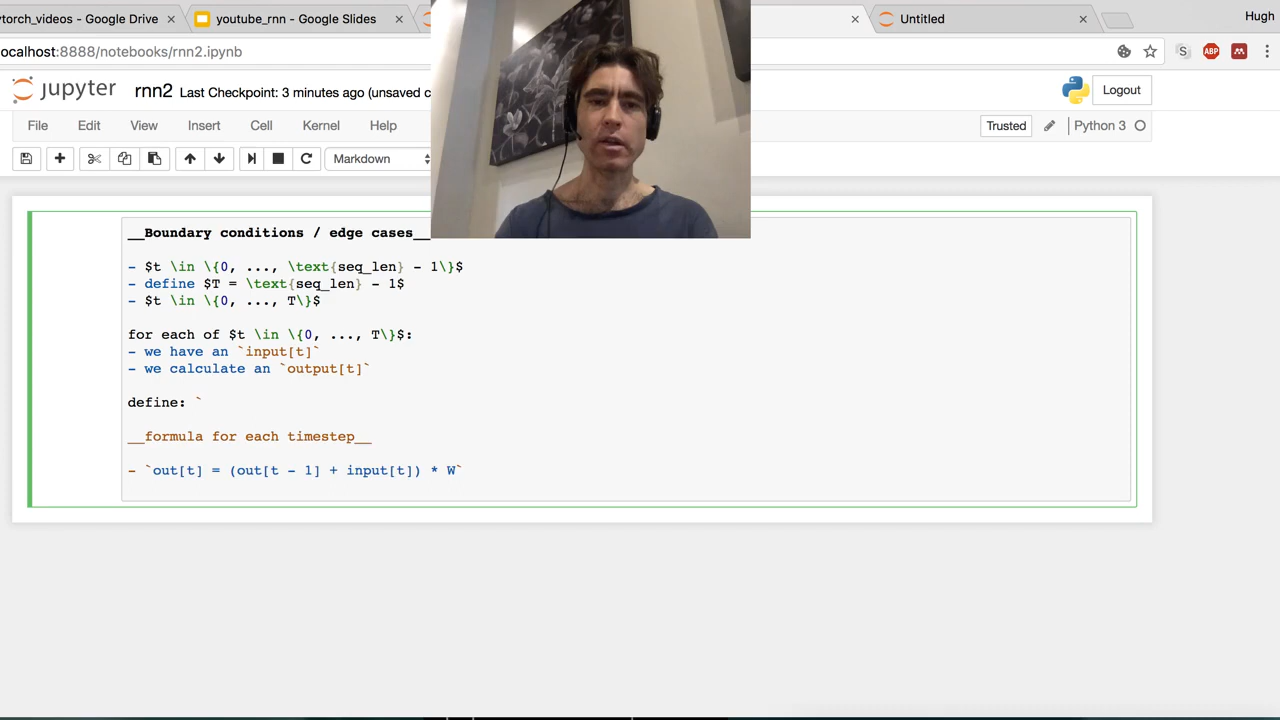 ytorch_videos - Google Drive
youtube_rnn - Google Slides
Untitled
Hugh
ocalhost:8888/notebooks/rnn2.ipynb
S
ABP
jupyter rnn2 Last Checkpoint: 3 minutes ago (unsaved c
Logout
File Edit View Insert Cell Kernel Help
Trusted
Python 3
Markdown
__Boundary conditions / edge cases__
- $t \in \{0, ..., \text{seq_len} - 1\}$
- define $T = \text{seq_len} - 1$
- $t \in \{0, ..., T\}$
for each of $t \in \{0, ..., T\}$:
- we have an `input[t]`
- we calculate an `output[t]`
define: `
__formula for each timestep__
- `out[t] = (out[t - 1] + input[t]) * W`